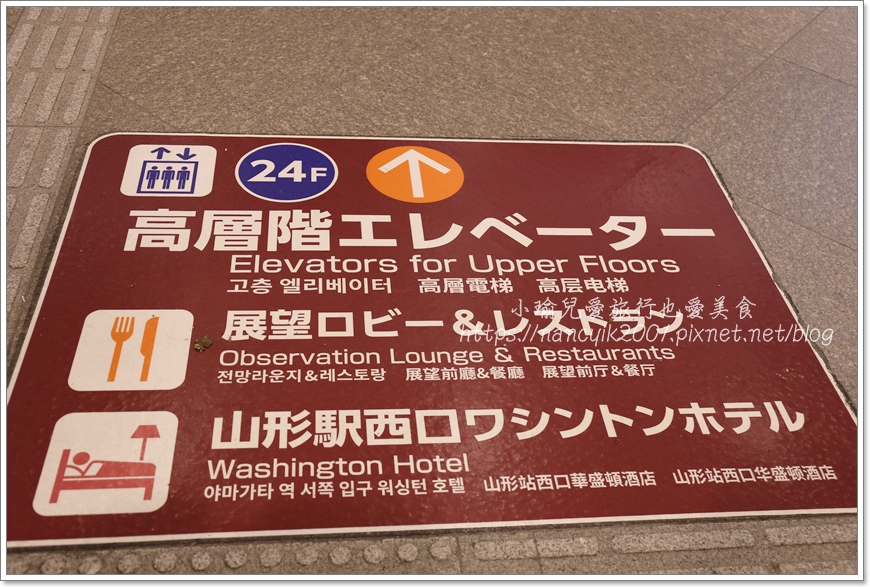 24F
高層階エレベーター
Elevators for Upper Floors
고층 엘리베이터 高層電梯 高层电梯
小瑜兒愛旅行也愛美食
展望ロビー&レストラン
https://nancyik2007.pixnet.net/blog
Observation Lounge & Restaurants
전망라운지&레스토랑 展望前廳&餐廳 展望前厅&餐厅
山形駅西口ワシントンホテル
Washington Hotel
야마가타 역 서쪽 입구 워싱턴 호텔 山形站西口華盛頓酒店 山形站西口华盛顿酒店